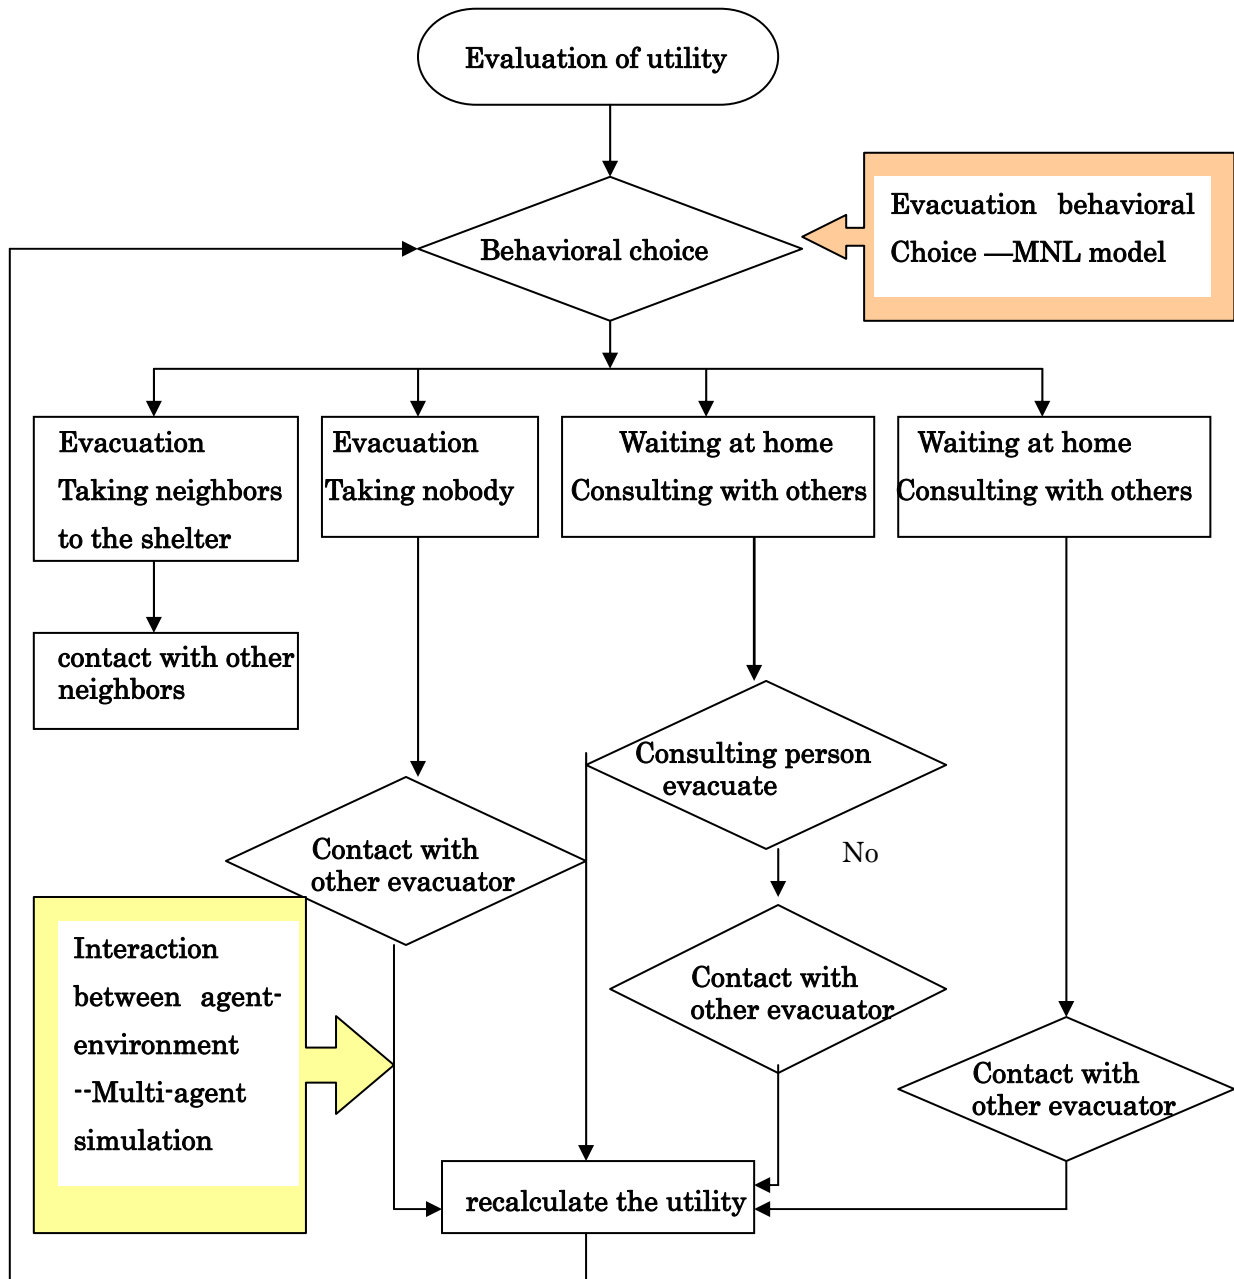 Evaluation of utility
Evacuation behavioral
Choice —MNL model
Behavioral choice
Evacuation
Taking neighbors
to the shelter
Evacuation
Taking nobody
Waiting at home
Consulting with others
Waiting at home
Consulting with others
contact with other
neighbors
Consulting person
evacuate
No
Contact with
other evacuator
Interaction
between agent-
environment
--Multi-agent
simulation
Contact with
other evacuator
Contact with
other evacuator
recalculate the utility